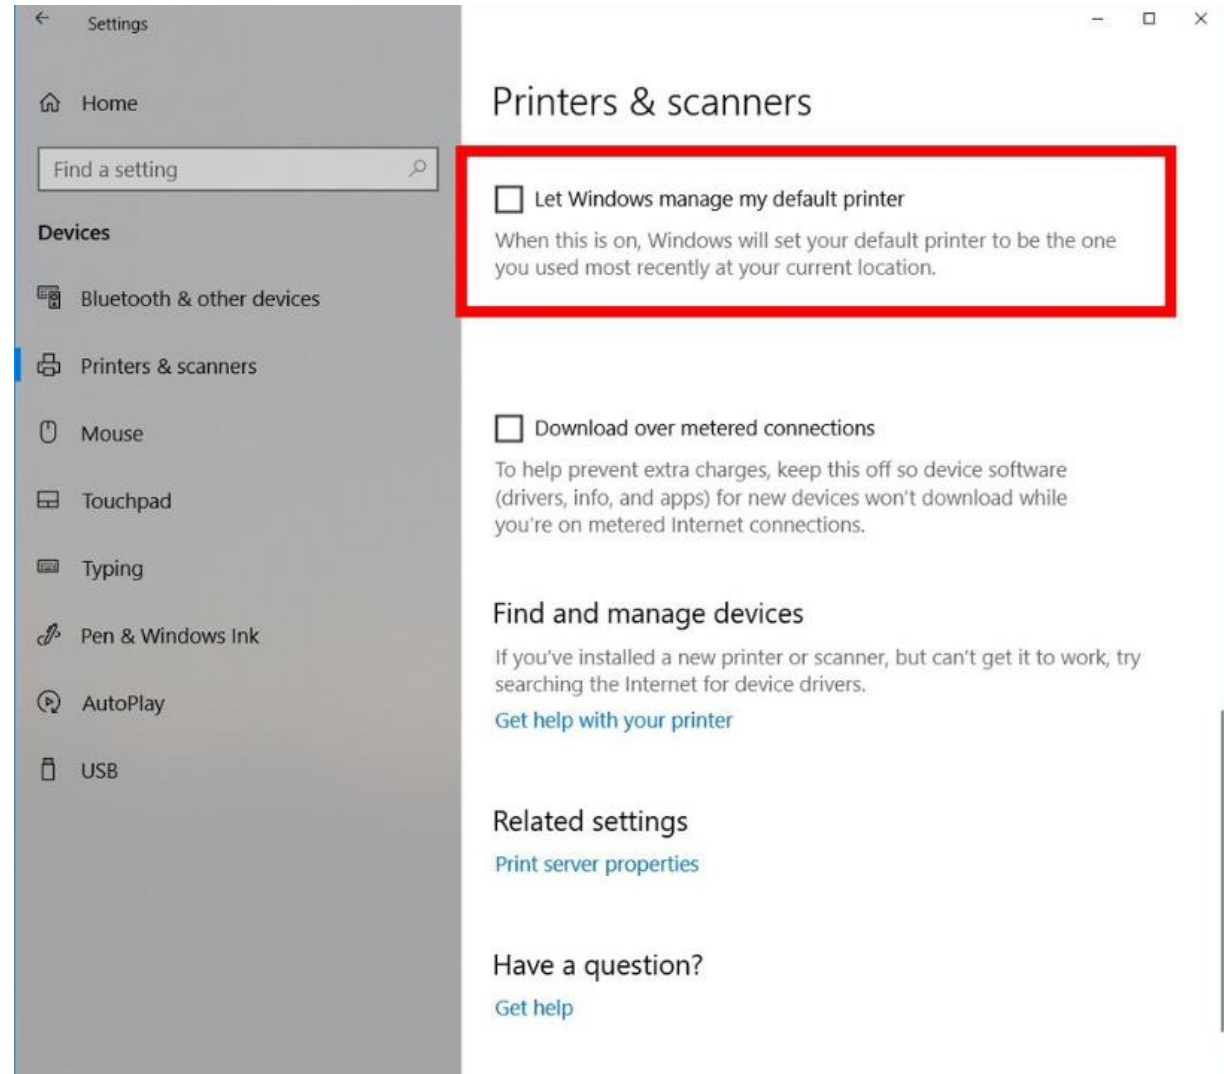 Settings
Home
Find a setting
Devices
Bluetooth & other devices
Printers & scanners
Mouse
Touchpad
Typing
Pen & Windows Ink
AutoPlay
USB
Printers & scanners
Let Windows manage my default printer
When this is on, Windows will set your default printer to be the one
you used most recently at your current location.
Download over metered connections
To help prevent extra charges, keep this off so device software
(drivers, info, and apps) for new devices won't download while
you're on metered Internet connections.
Find and manage devices
If you've installed a new printer or scanner, but can't get it to work, try
searching the Internet for device drivers.
Get help with your printer
Related settings
Print server properties
Have a question?
Get help